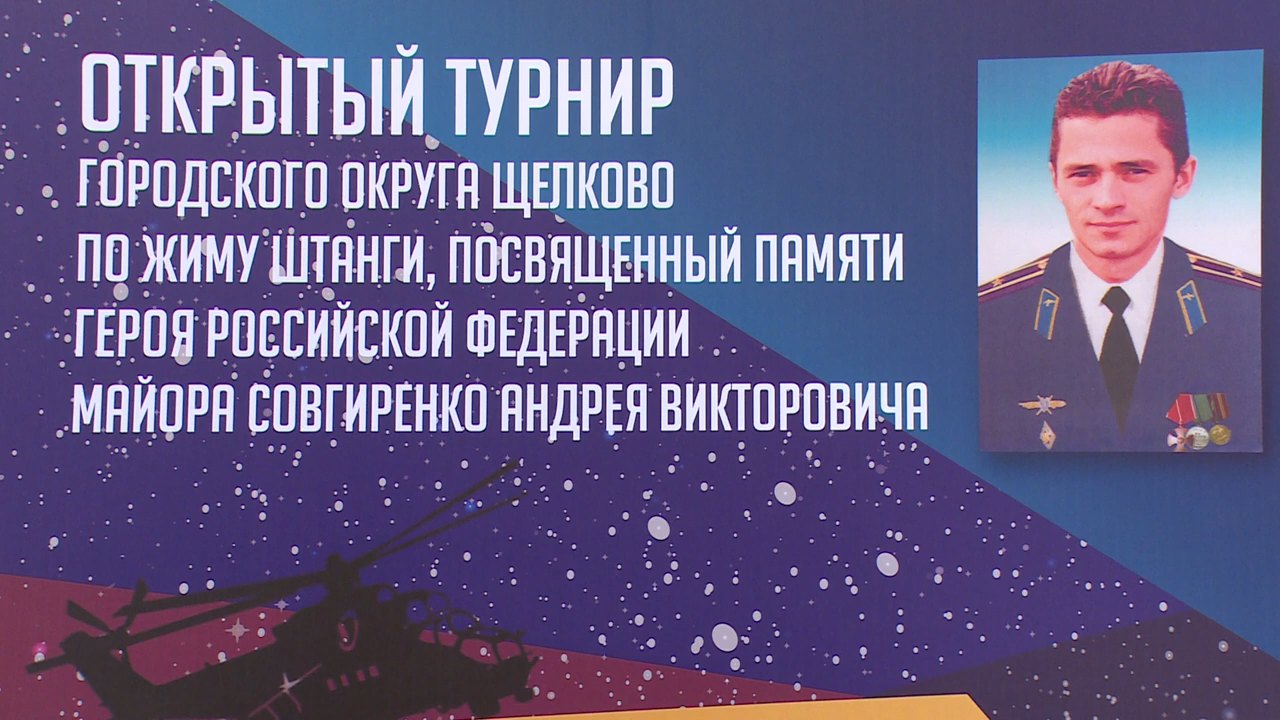 ОТКРЫТЫЙ ТУРНИР
ГОРОДСКОГО ОКРУГА ЩЕЛКОВО
ПО ЖИМУ ШТАНГИ, ПОСВЯЩЕННЫЙ ПАМЯТИ
ГЕРОЯ РОССИЙСКОЙ ФЕДЕРАЦИИ
МАЙОРА СОВГИРЕНКО АНДРЕЯ ВИКТОРОВИЧА